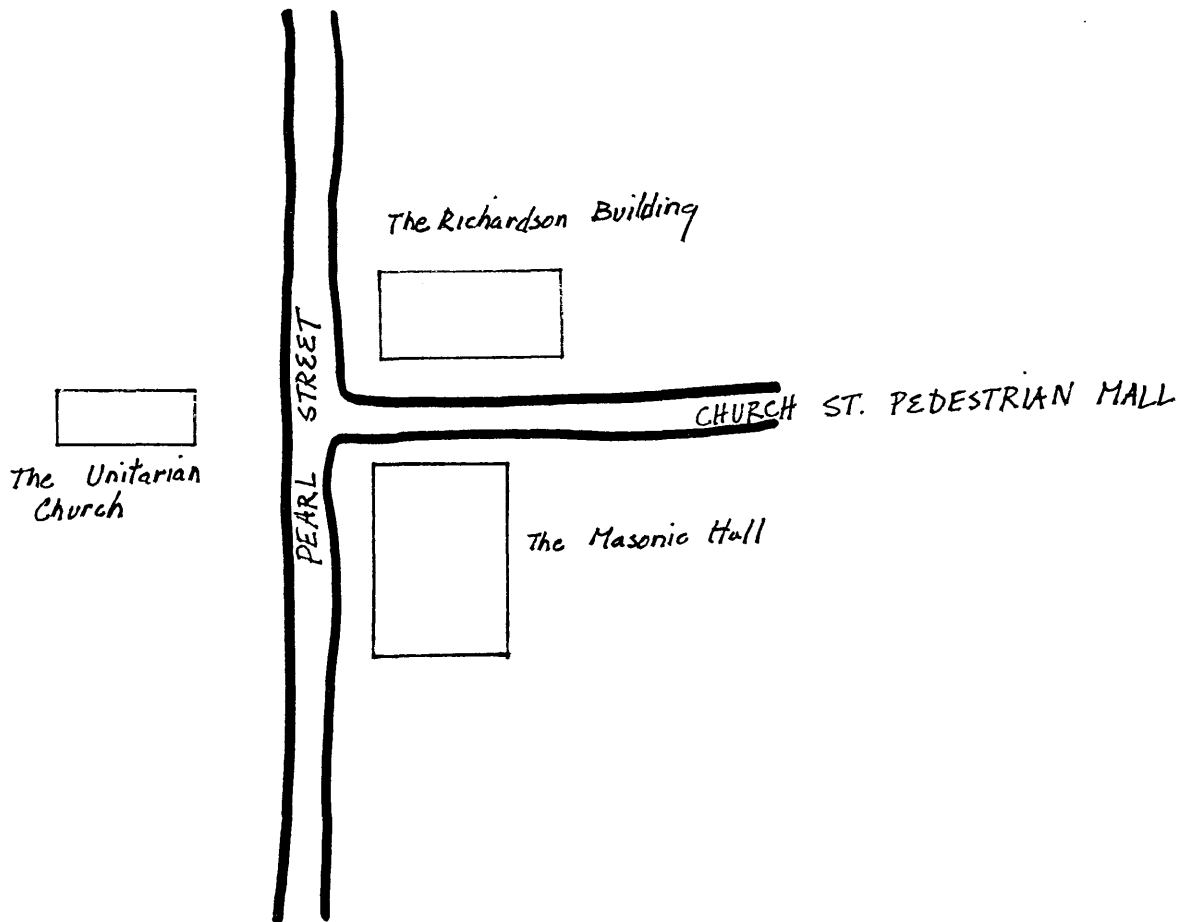 The Richardson Building
PEARL STREET
CHURCH ST. PEDESTRIAN MALL
The Unitarian
Church
The Masonic Hall